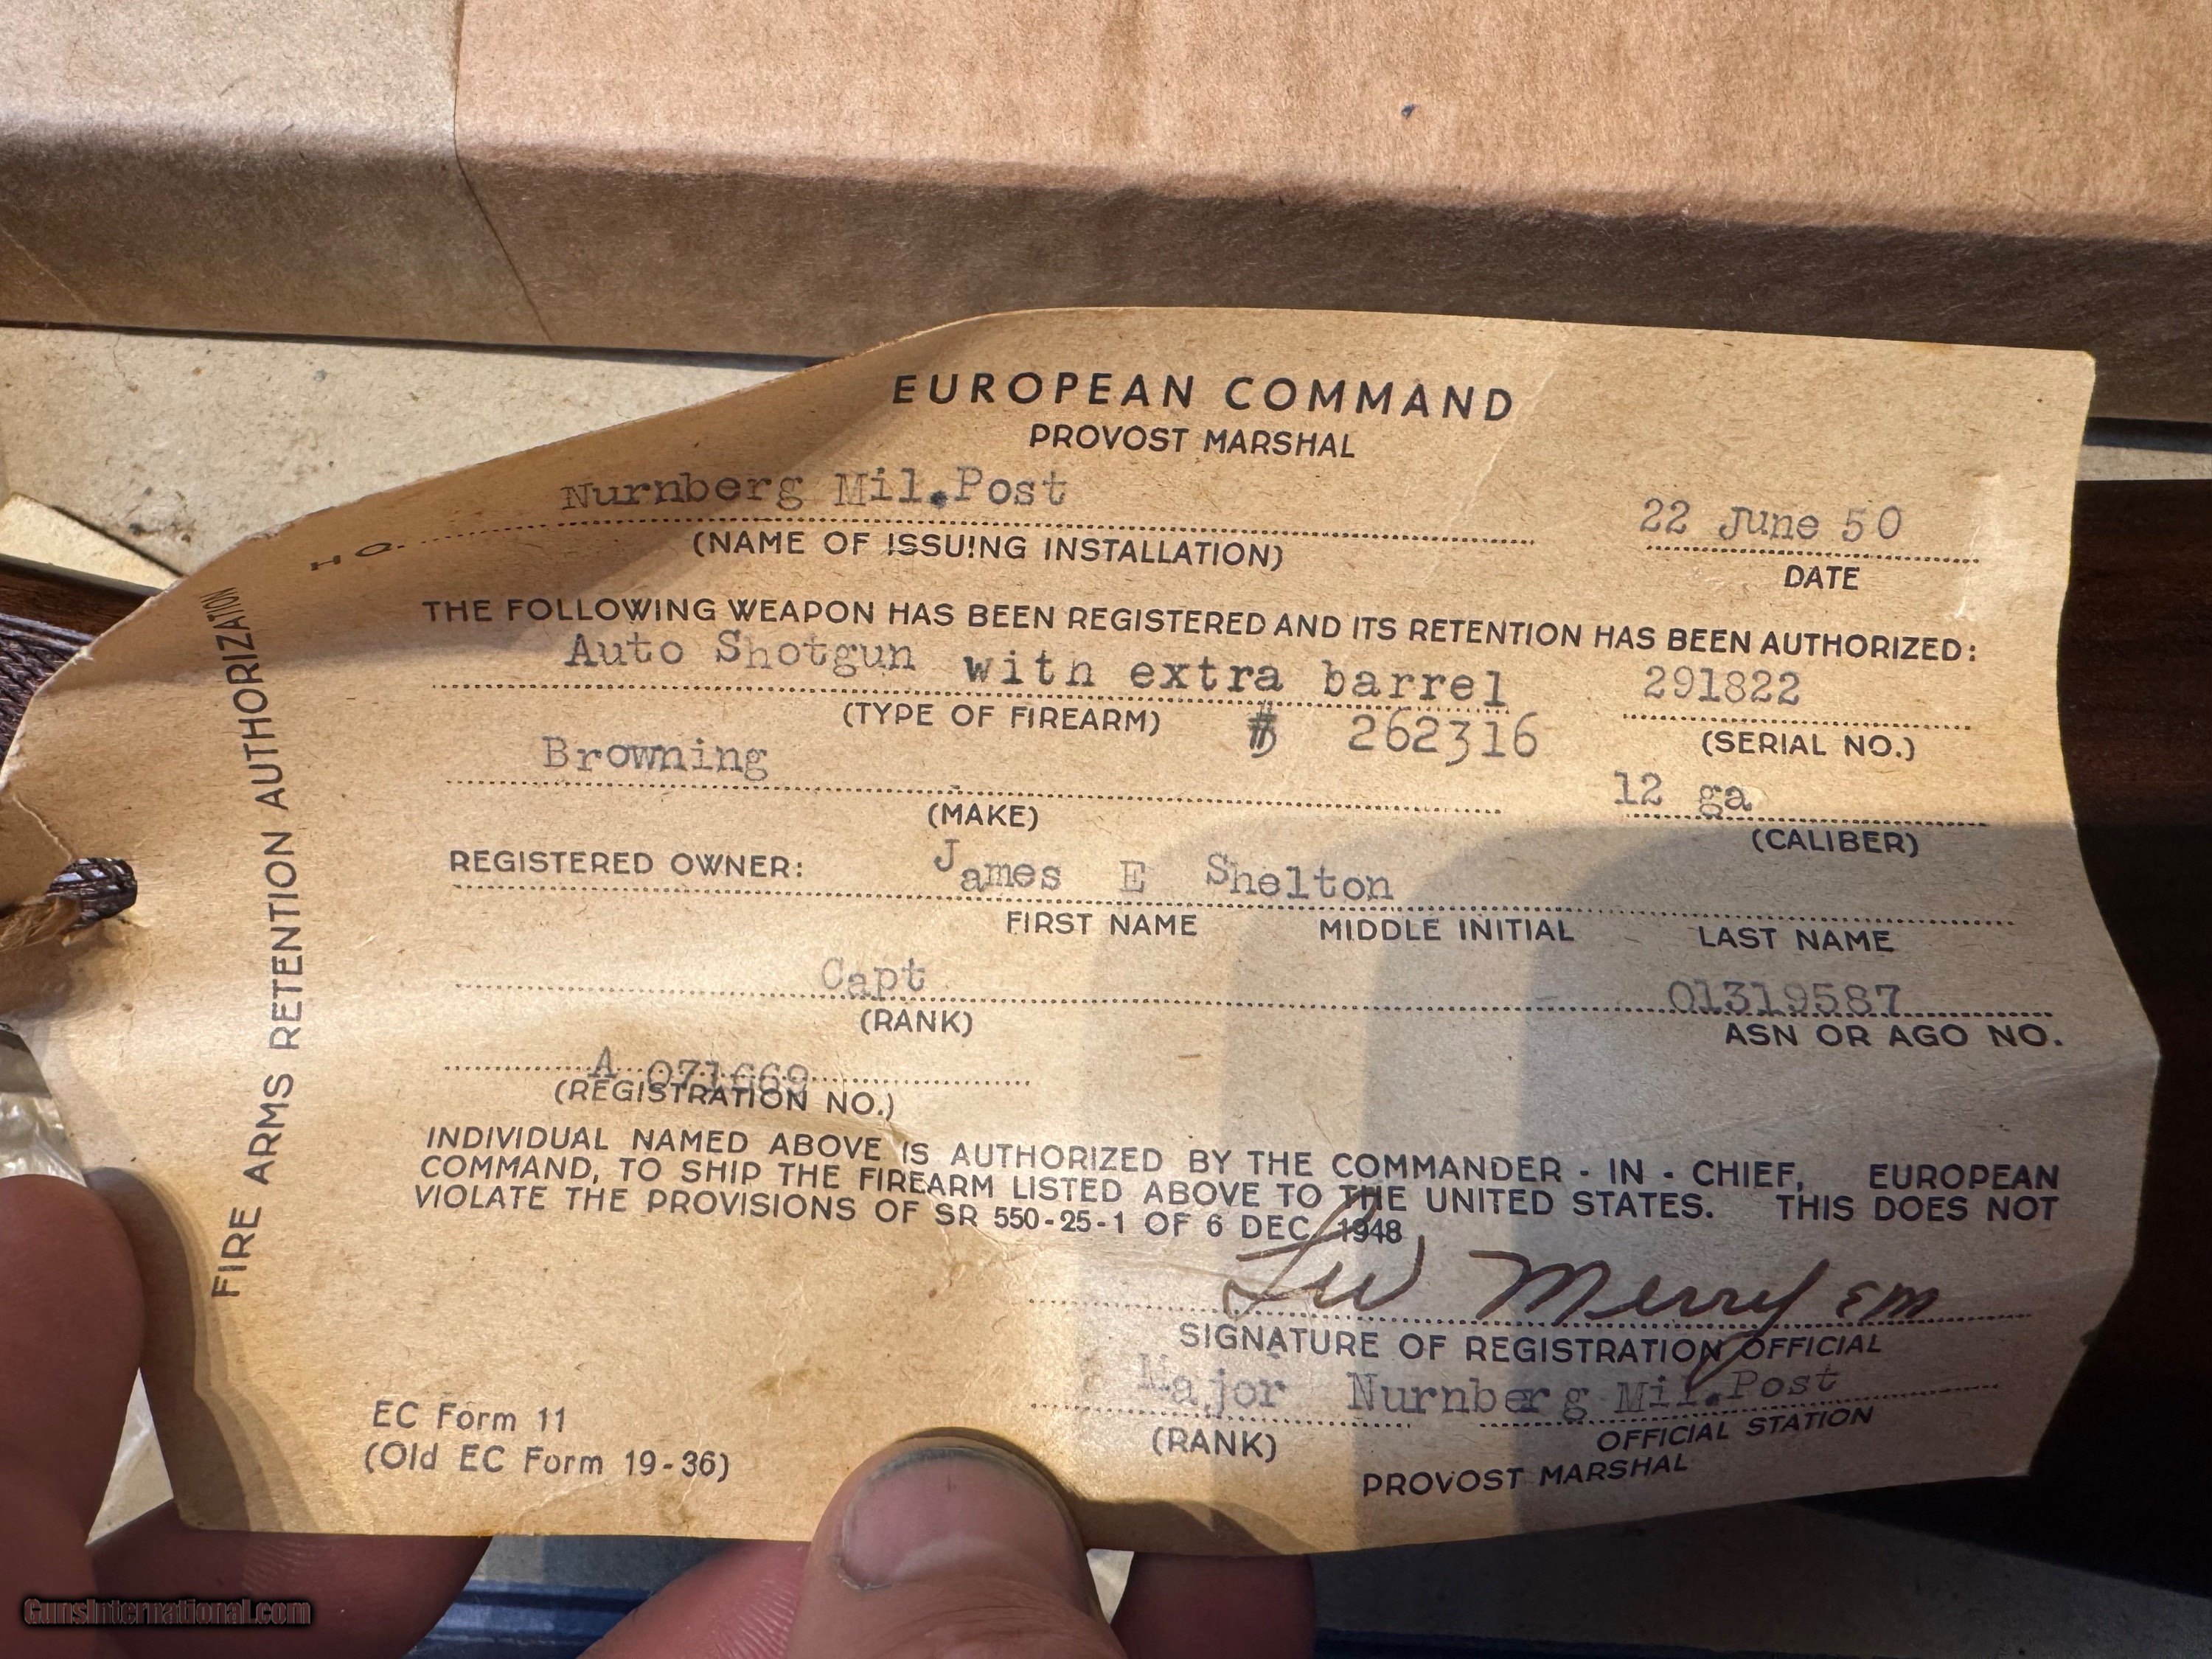 EUROPEAN COMMAND
PROVOST MARSHAL
HQ. Nurnberg Mil.Post
22 June 50
(NAME OF ISSUING INSTALLATION)
DATE
THE FOLLOWING WEAPON HAS BEEN REGISTERED AND ITS RETENTION HAS BEEN AUTHORIZED:
Auto Shotgun with extra barrel 291822
(TYPE OF FIREARM) # 262316 (SERIAL NO.)
Browning 12 ga
(MAKE) (CALIBER)
REGISTERED OWNER: James E Shelton
FIRST NAME MIDDLE INITIAL LAST NAME
Capt 01319587
(RANK) ASN OR AGO NO.
A 071669
(REGISTRATION NO.)
INDIVIDUAL NAMED ABOVE IS AUTHORIZED BY THE COMMANDER - IN - CHIEF, EUROPEAN
COMMAND, TO SHIP THE FIREARM LISTED ABOVE TO THE UNITED STATES. THIS DOES NOT
VIOLATE THE PROVISIONS OF SR 550-25-1 OF 6 DEC. 1948
Merry
SIGNATURE OF REGISTRATION OFFICIAL
Major Nurnberg Mil.Post
(RANK) OFFICIAL STATION
PROVOST MARSHAL
EC Form 11
(Old EC Form 19-36)
FIRE ARMS RETENTION AUTHORIZATION
GunsInternational.com